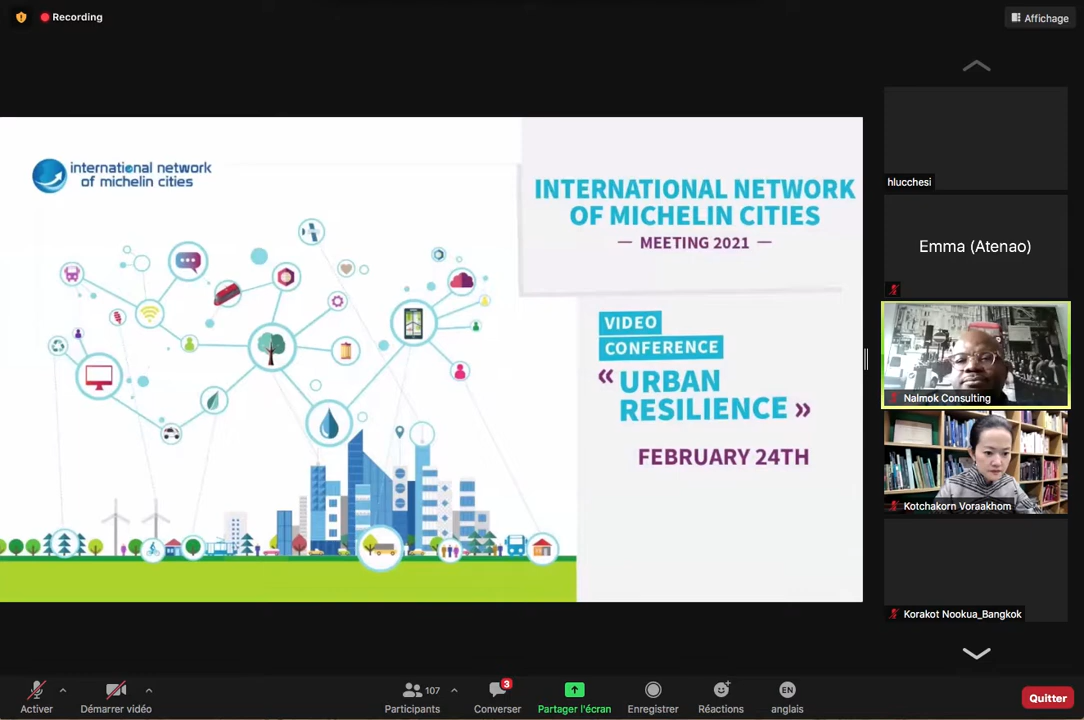 Recording
Affichage
international network
of michelin cities
INTERNATIONAL NETWORK
OF MICHELIN CITIES
— MEETING 2021 —
VIDEO
CONFERENCE
« URBAN
RESILIENCE »
FEBRUARY 24TH
hlucchesi
Emma (Atenao)
Nalmok Consulting
Kotchakorn Voraakhom
Korakot Nookua_Bangkok
Activer
Démarrer vidéo
107
Participants
3
Converser
Partager l'écran
Enregistrer
Réactions
EN
anglais
Quitter